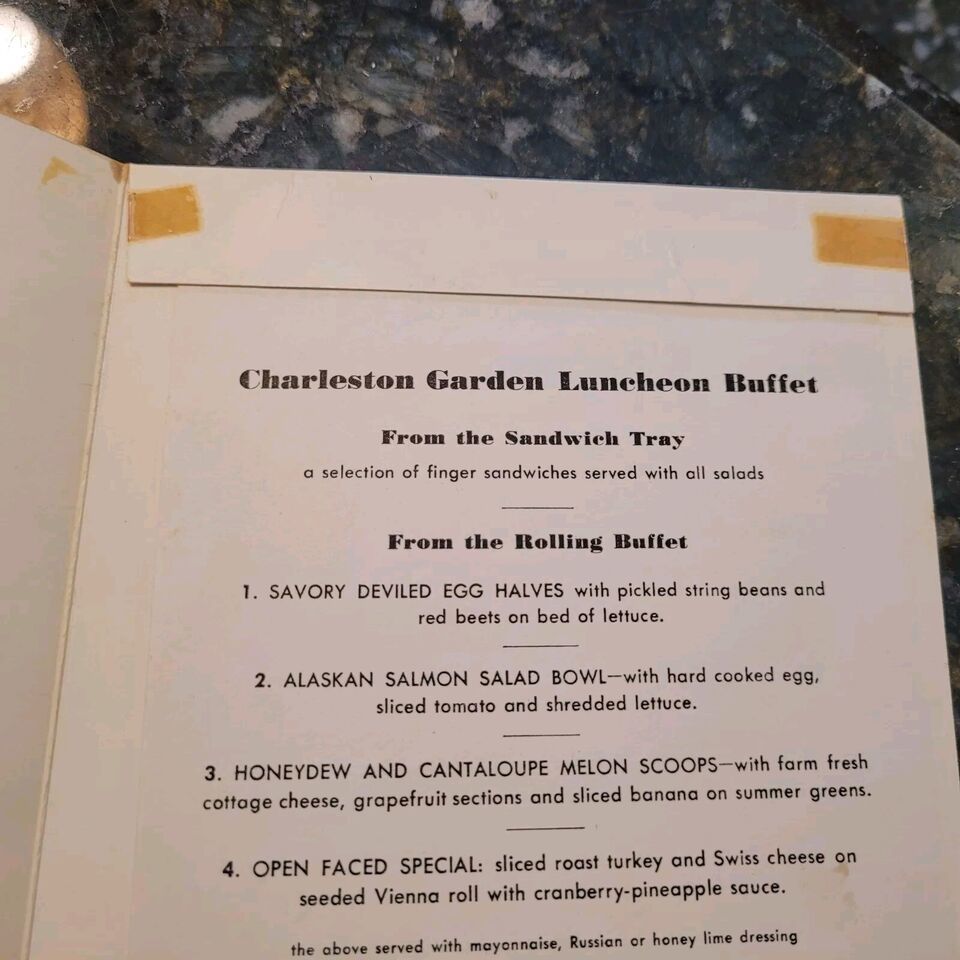 Charleston Garden Luncheon Buffet
From the Sandwich Tray
a selection of finger sandwiches served with all salads
From the Rolling Buffet
1. SAVORY DEVILED EGG HALVES with pickled string beans and
red beets on bed of lettuce.
2. ALASKAN SALMON SALAD BOWL—with hard cooked egg,
sliced tomato and shredded lettuce.
3. HONEYDEW AND CANTALOUPE MELON SCOOPS—with farm fresh
cottage cheese, grapefruit sections and sliced banana on summer greens.
4. OPEN FACED SPECIAL: sliced roast turkey and Swiss cheese on
seeded Vienna roll with cranberry-pineapple sauce.
the above served with mayonnaise, Russian or honey lime dressing